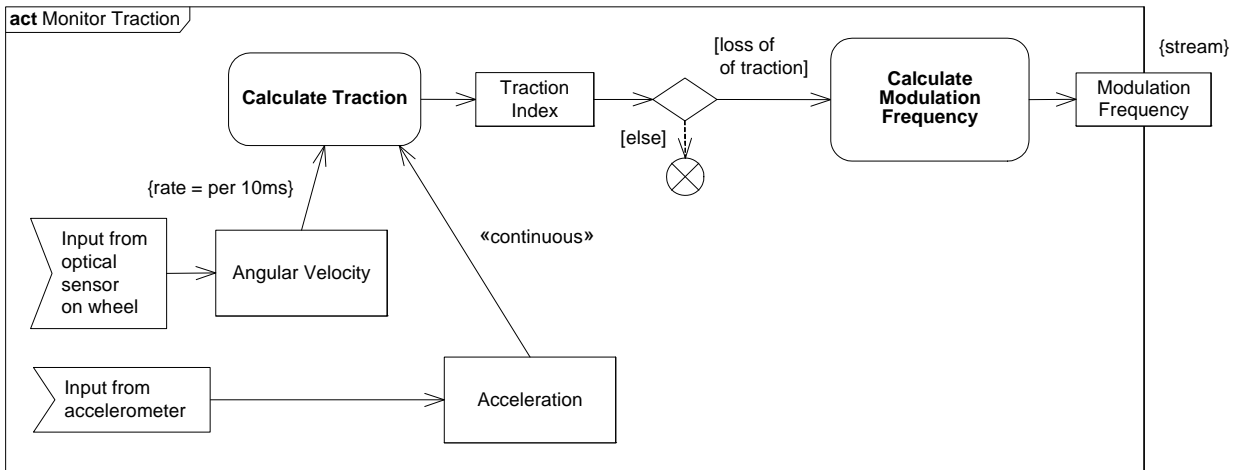 act Monitor Traction
{stream}
[loss of
of traction]
Calculate Traction
Traction
Index
Calculate
Modulation
Frequency
Modulation
Frequency
[else]
{rate = per 10ms}
Input from
optical
sensor
on wheel
Angular Velocity
«continuous»
Input from
accelerometer
Acceleration